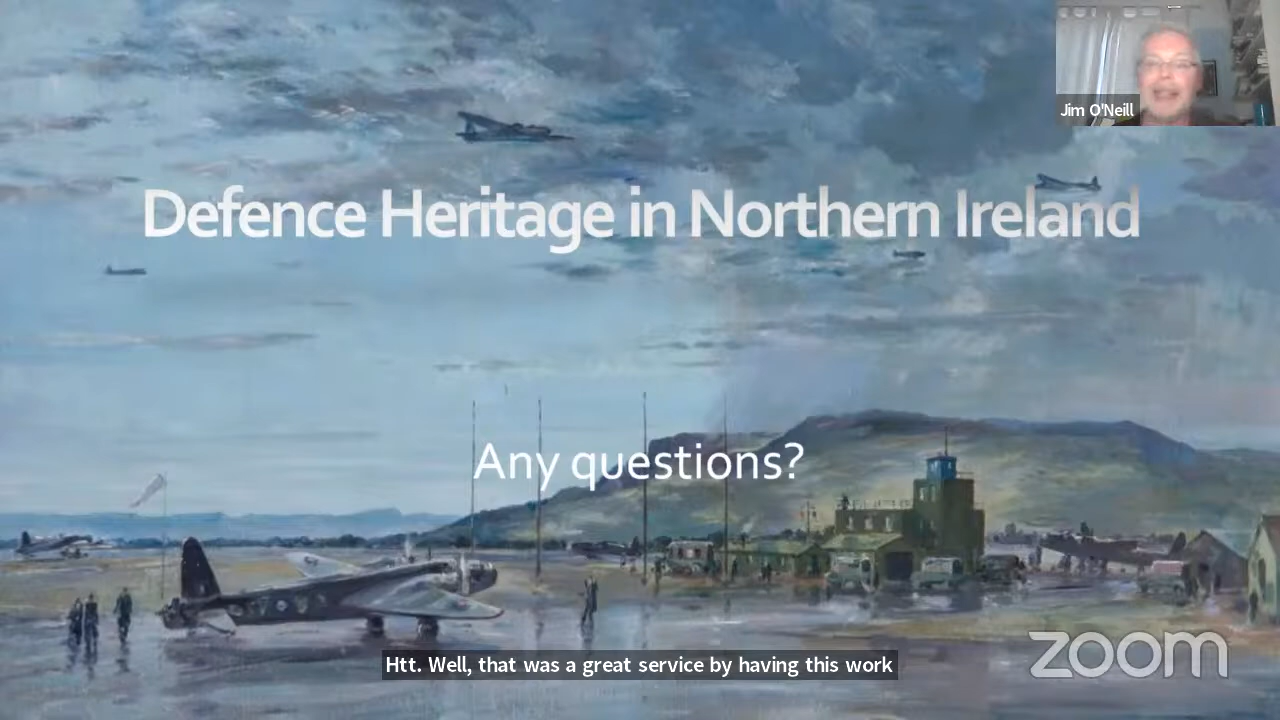 Jim O'Neill
Defence Heritage in Northern Ireland
Any questions?
zoom
Htt. Well, that was a great service by having this work